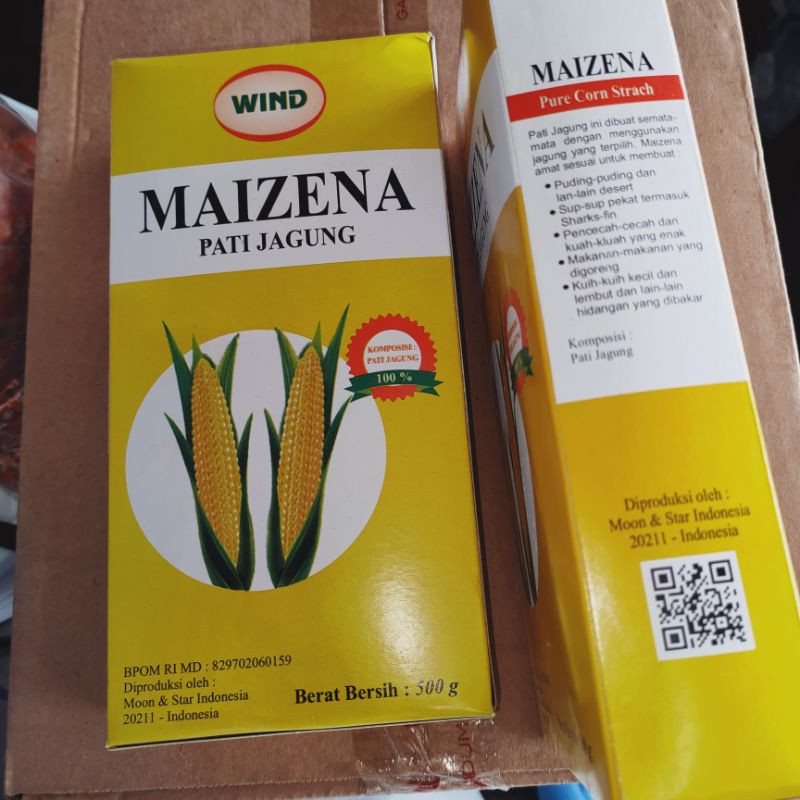 WIND
MAIZENA
PATI JAGUNG
KOMPOSISI :
PATI JAGUNG
100 %
BPOM RI MD : 829702060159
Diproduksi oleh :
Moon & Star Indonesia
20211 - Indonesia
Berat Bersih : 500 g
MAIZENA
Pure Corn Strach
Pati Jagung ini dibuat semata-
mata dengan menggunakan
jagung yang terpilih. Maizena
amat sesuai untuk membuat :
• Puding-puding dan
lan-lain desert
• Sup-sup pekat termasuk
Sharks-fin
• Pencecah-cecah dan
kuah-kluah yang enak
• Makanan-makanan yang
digoreng
• Kuih-kuih kecil dan
lembut dan lain-lain
hidangan yang dibakar
Komposisi :
Pati Jagung
Diproduksi oleh :
Moon & Star Indonesia
20211 - Indonesia